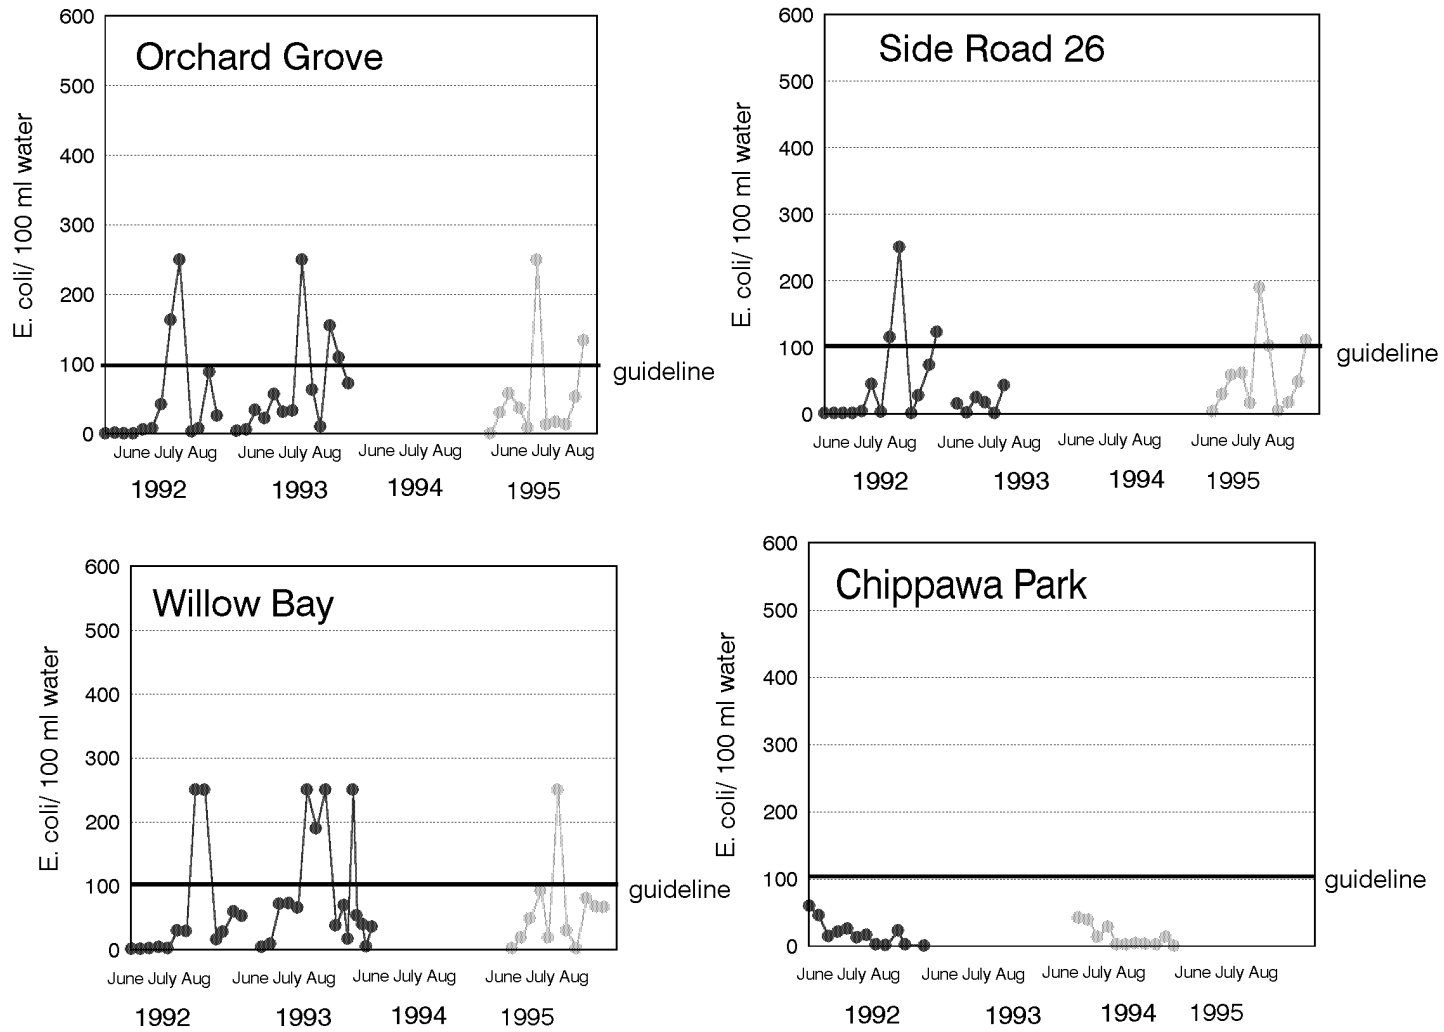 Orchard Grove
E. coli/ 100 ml water
600
500
400
300
200
100
0
guideline
June July Aug June July Aug June July Aug June July Aug
1992 1993 1994 1995
Side Road 26
E. coli/ 100 ml water
600
500
400
300
200
100
0
guideline
June July Aug June July Aug June July Aug June July Aug
1992 1993 1994 1995
Willow Bay
E. coli/ 100 ml water
600
500
400
300
200
100
0
guideline
June July Aug June July Aug June July Aug June July Aug
1992 1993 1994 1995
Chippawa Park
E. coli/ 100 ml water
600
500
400
300
200
100
0
guideline
June July Aug June July Aug June July Aug June July Aug
1992 1993 1994 1995